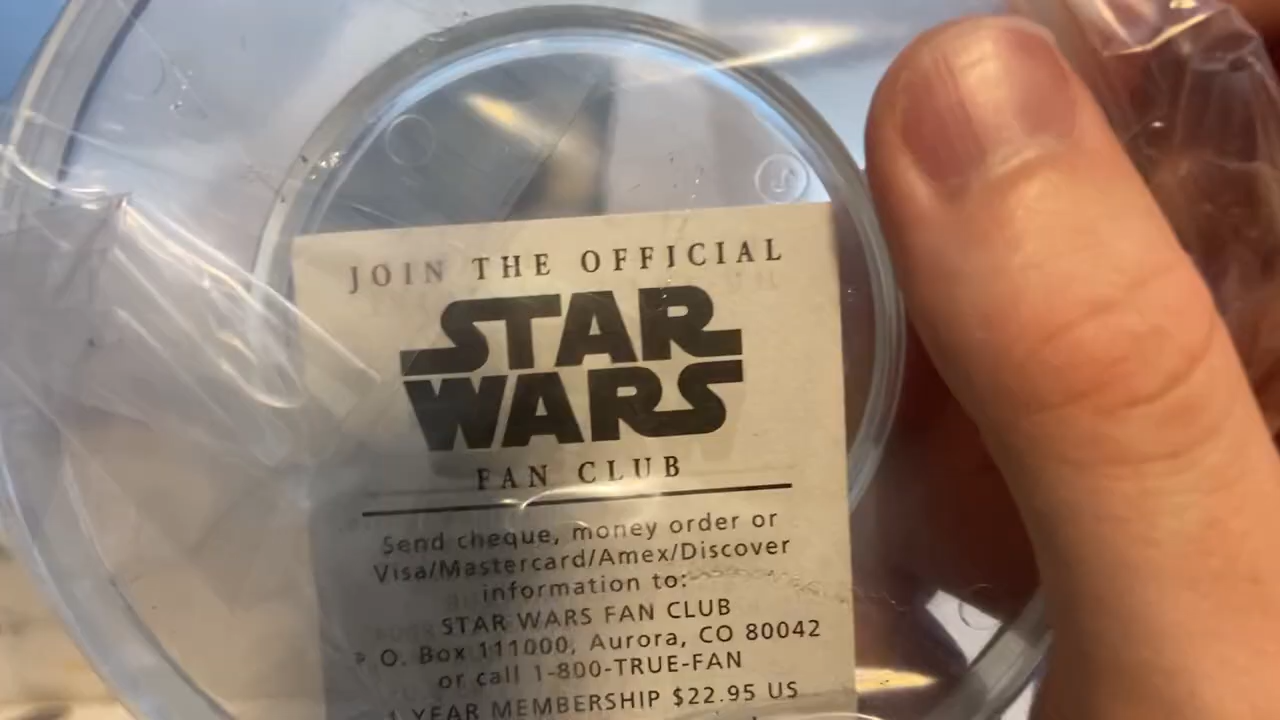 JOIN THE OFFICIAL
STAR
WARS
FAN CLUB
Send cheque, money order or
Visa/Mastercard/Amex/Discover
information to:
STAR WARS FAN CLUB
O. Box 111000, Aurora, CO 80042
or call 1-800-TRUE-FAN
1 YEAR MEMBERSHIP $22.95 US